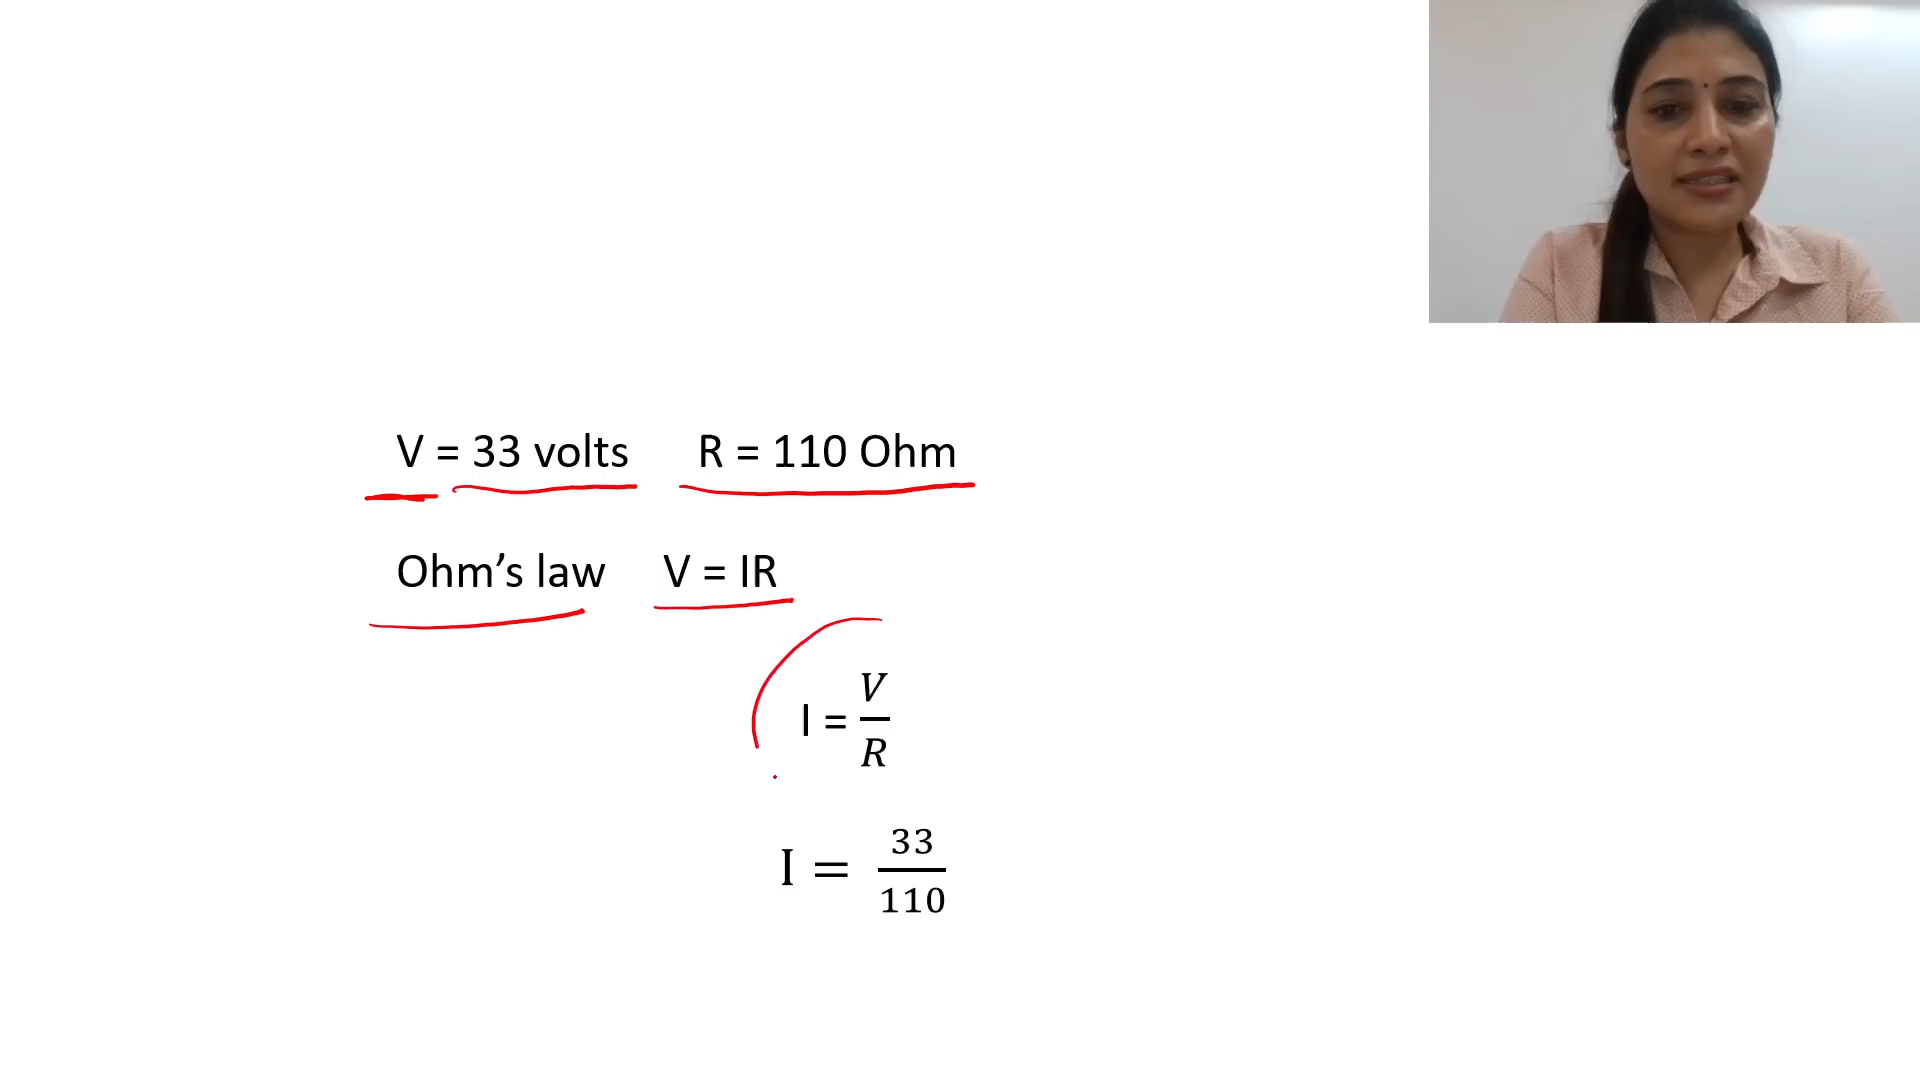 V = 33 volts R = 110 Ohm
Ohm’s law V = IR
I = V/R
I = 33/110